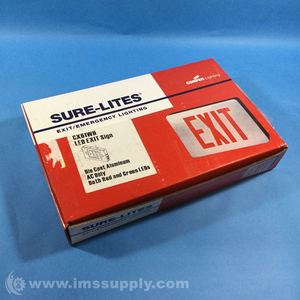 COOPER Lighting
SURE-LITES®
EXIT/EMERGENCY LIGHTING
CX61WH
LED EXIT Sign
Die Cast Aluminum
AC Only
Both Red and Green LEDs
EXIT
© www.imssupply.com